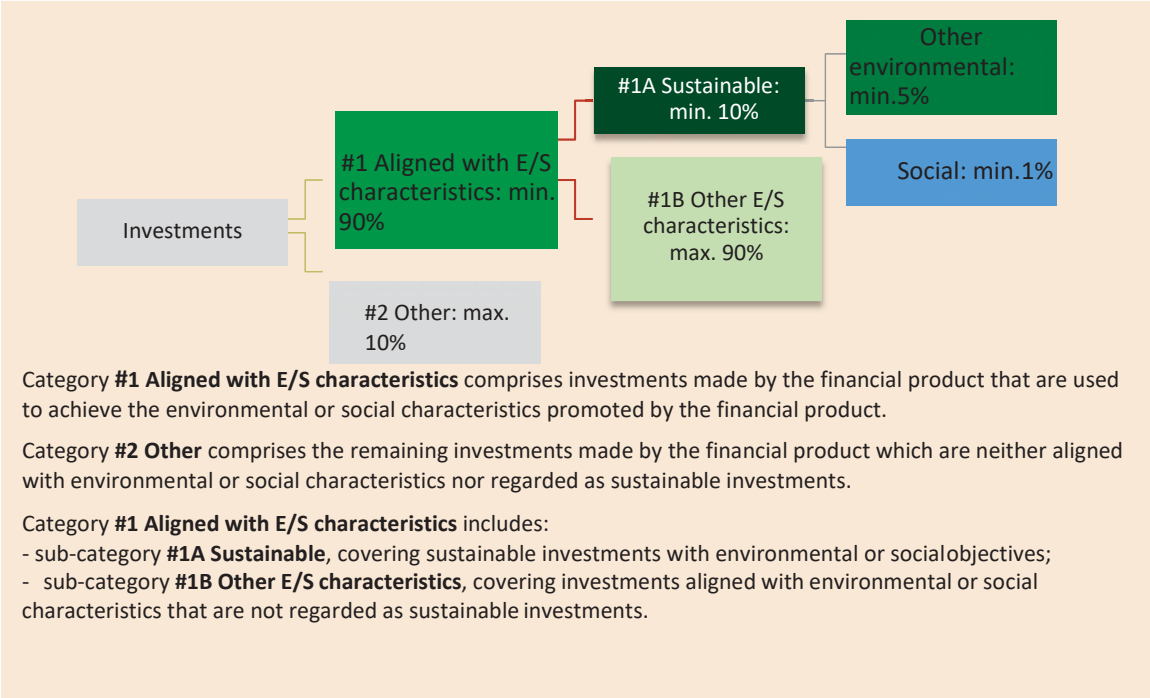 Other
environmental:
min.5%
#1A Sustainable:
min. 10%
#1 Aligned with E/S
characteristics: min.
90%
Social: min.1%
#1B Other E/S
characteristics:
max. 90%
Investments
#2 Other: max.
10%
Category #1 Aligned with E/S characteristics comprises investments made by the financial product that are used
to achieve the environmental or social characteristics promoted by the financial product.
Category #2 Other comprises the remaining investments made by the financial product which are neither aligned
with environmental or social characteristics nor regarded as sustainable investments.
Category #1 Aligned with E/S characteristics includes:
- sub-category #1A Sustainable, covering sustainable investments with environmental or socialobjectives;
- sub-category #1B Other E/S characteristics, covering investments aligned with environmental or social
characteristics that are not regarded as sustainable investments.